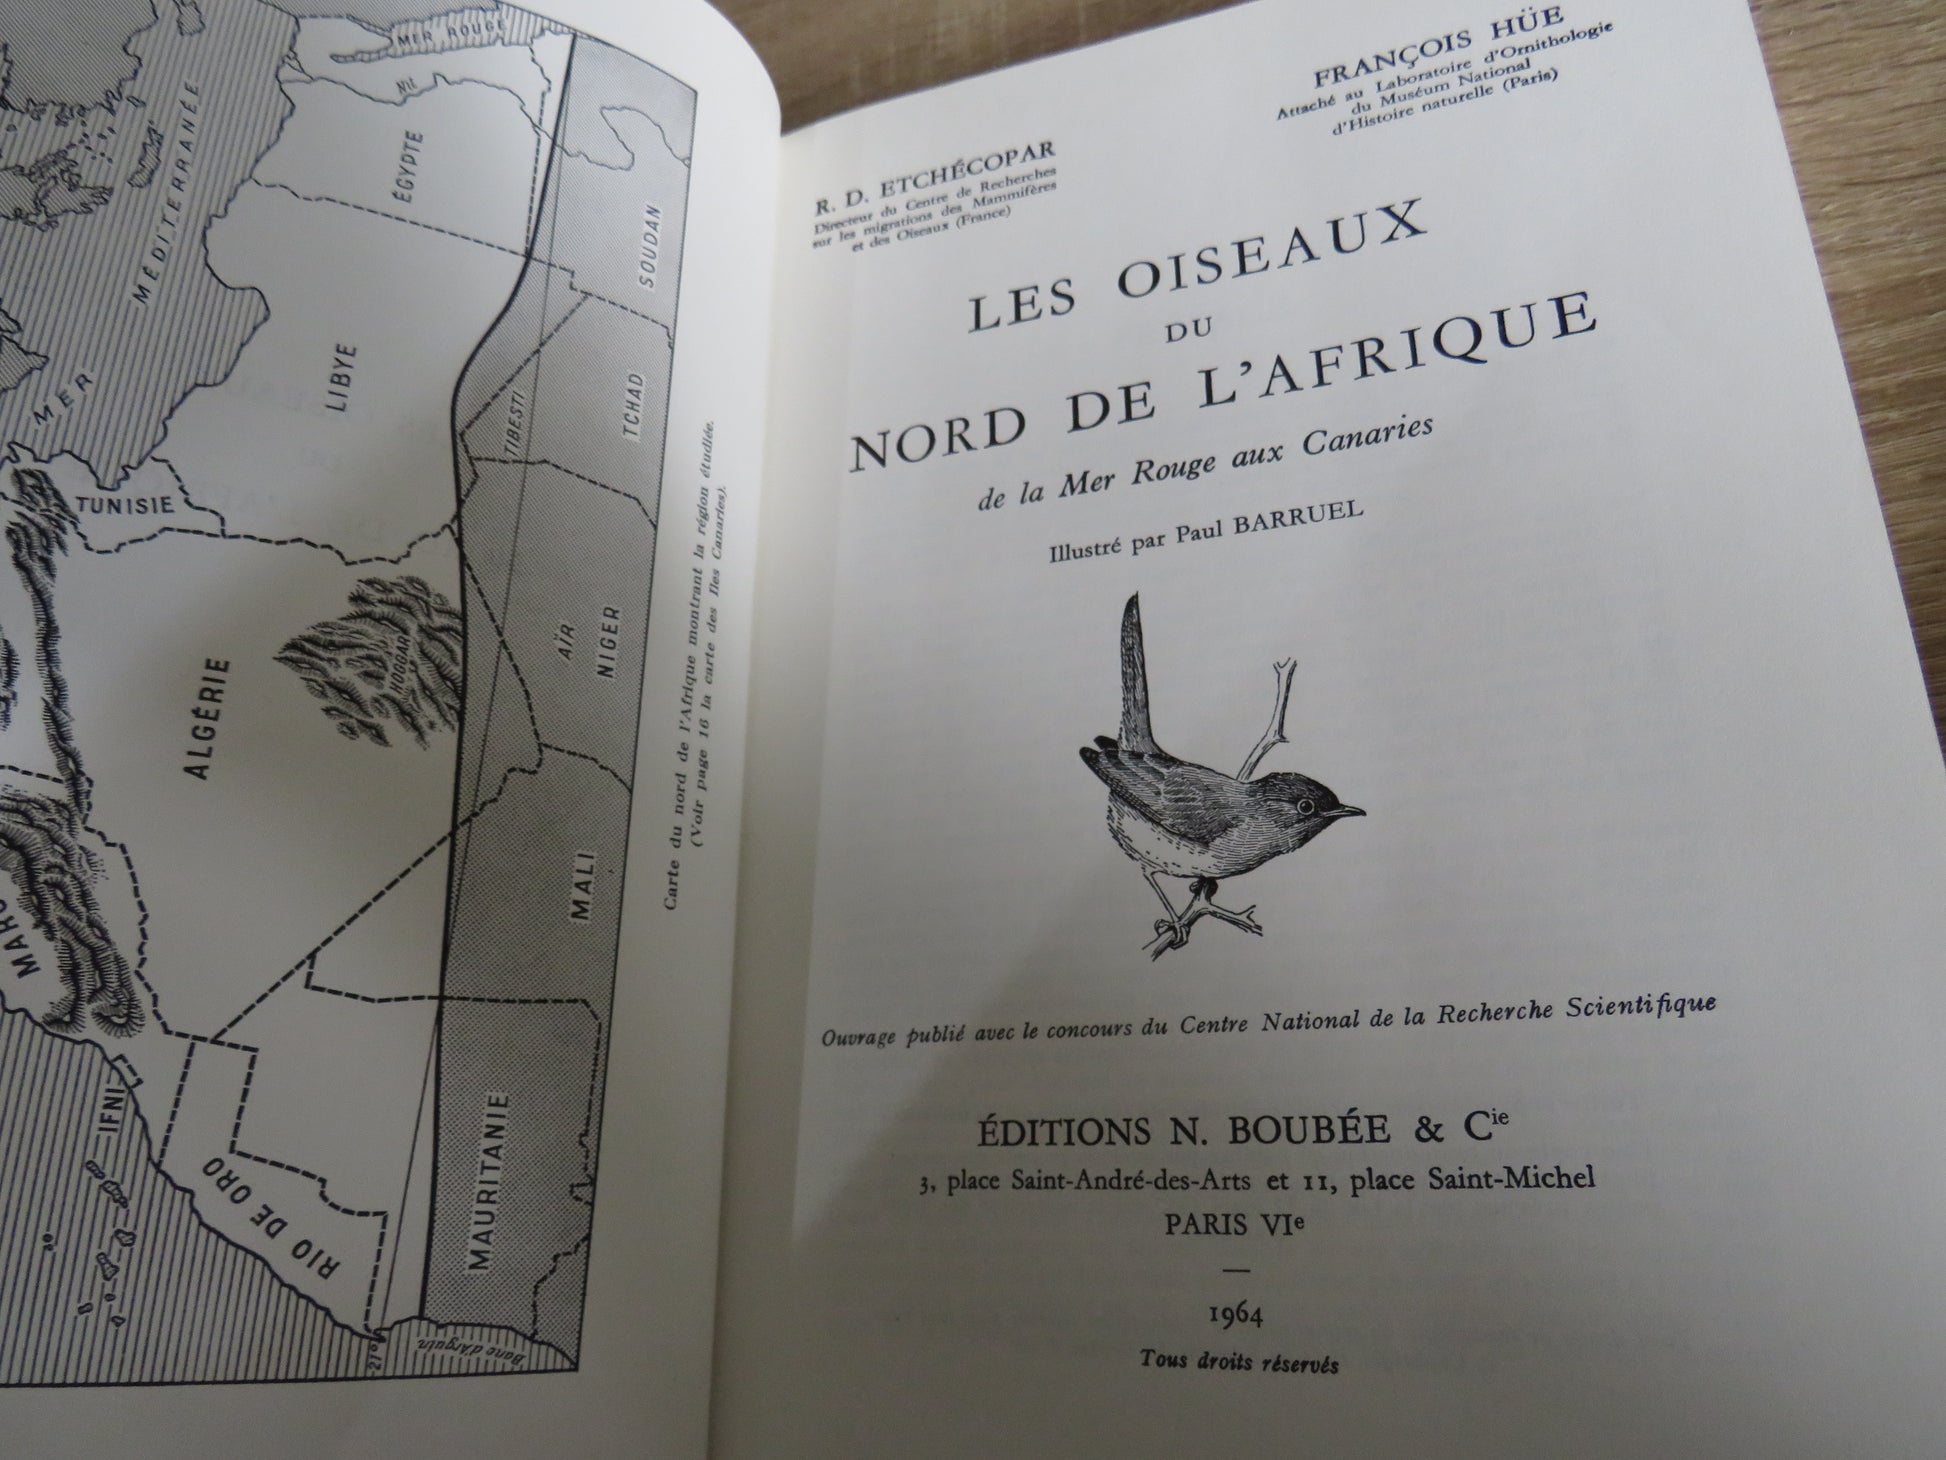 MER ROUGE
Nil
ÉGYPTE
MER MÉDITERRANÉE
SOUDAN
LIBYE
TIBESTI
TCHAD
TUNISIE
AÏR
NIGER
HOGGAR
ALGÉRIE
MALI
MARO
IFNI
RIO DE ORO
MAURITANIE
21°
Banc d'Arguin
Carte du nord de l'Afrique montrant la région étudiée.
(Voir page 16 la carte des Iles Canaries).
R. D. ETCHÉCOPAR
Directeur du Centre de Recherches
sur les migrations des Mammifères
et des Oiseaux (France)
FRANÇOIS HÜE
Attaché au Laboratoire d'Ornithologie
du Muséum National
d'Histoire naturelle (Paris)
LES OISEAUX
DU
NORD DE L'AFRIQUE
de la Mer Rouge aux Canaries
Illustré par Paul BARRUEL
Ouvrage publié avec le concours du Centre National de la Recherche Scientifique
ÉDITIONS N. BOUBÉE & Cie
3, place Saint-André-des-Arts et 11, place Saint-Michel
PARIS VIe
1964
Tous droits réservés